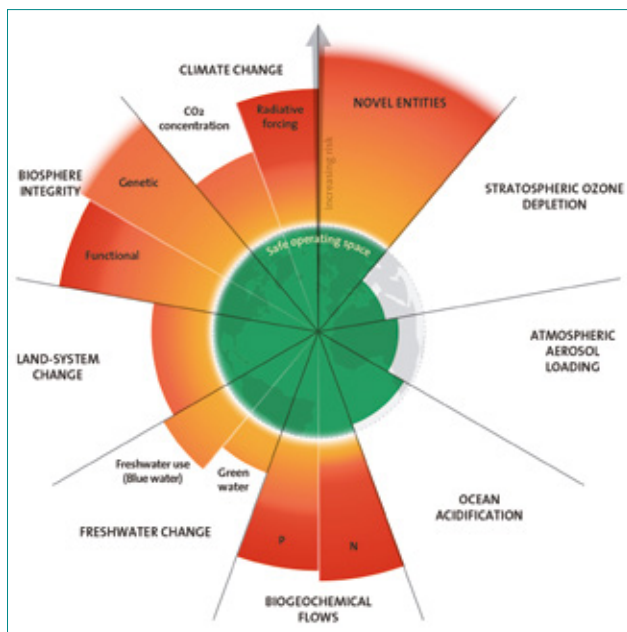 CLIMATE CHANGE
CO2
concentration
Radiative
forcing
NOVEL ENTITIES
increasing risk
BIOSPHERE
INTEGRITY
Genetic
Functional
STRATOSPHERIC OZONE
DEPLETION
Safe operating space
ATMOSPHERIC
AEROSOL
LOADING
LAND-SYSTEM
CHANGE
Freshwater use
(Blue water)
Green
water
FRESHWATER CHANGE
OCEAN
ACIDIFICATION
P
N
BIOGEOCHEMICAL
FLOWS